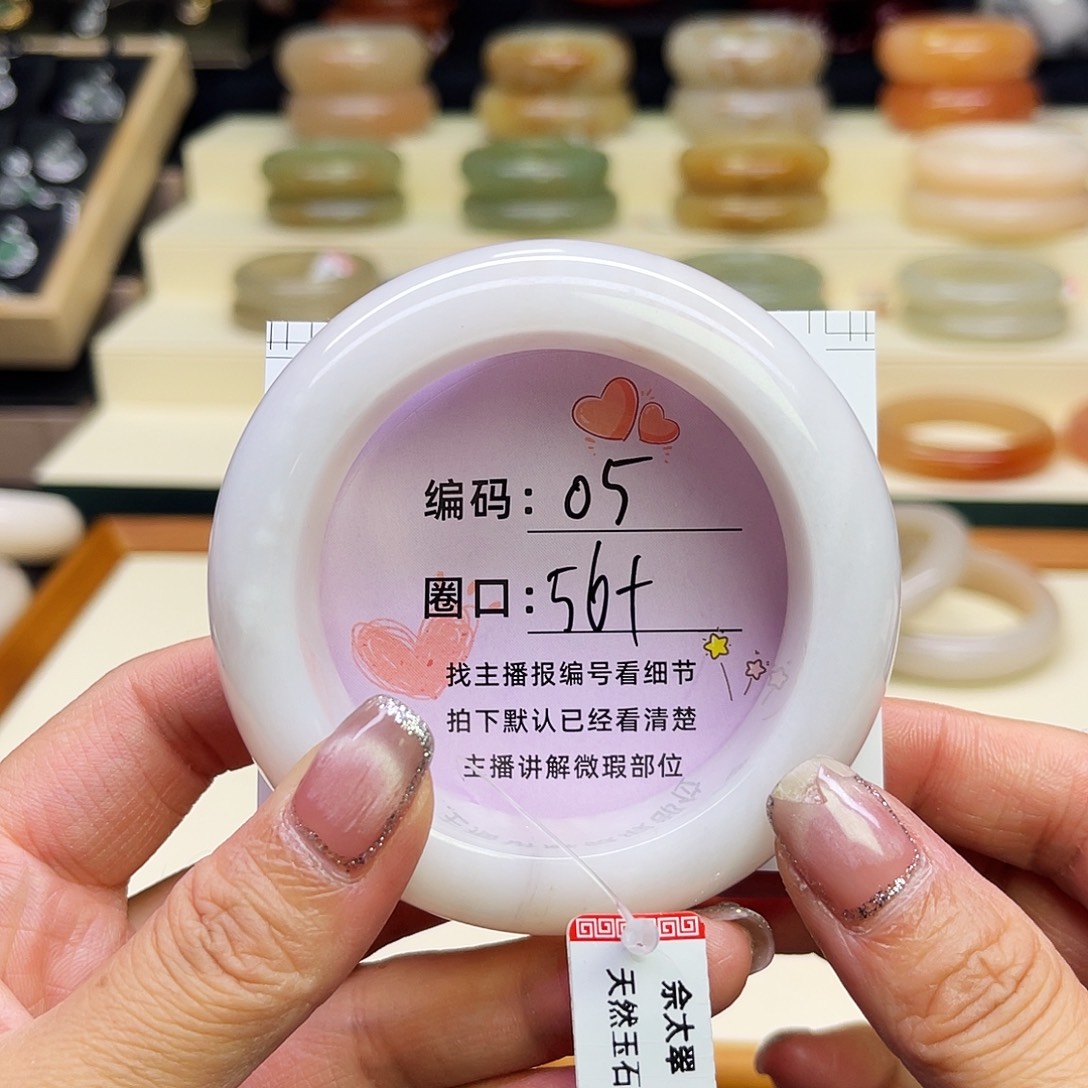 编码：05
圈口：56+
找主播报编号看细节
拍下默认已经看清楚
主播讲解微瑕部位
佘太翠
天然玉石